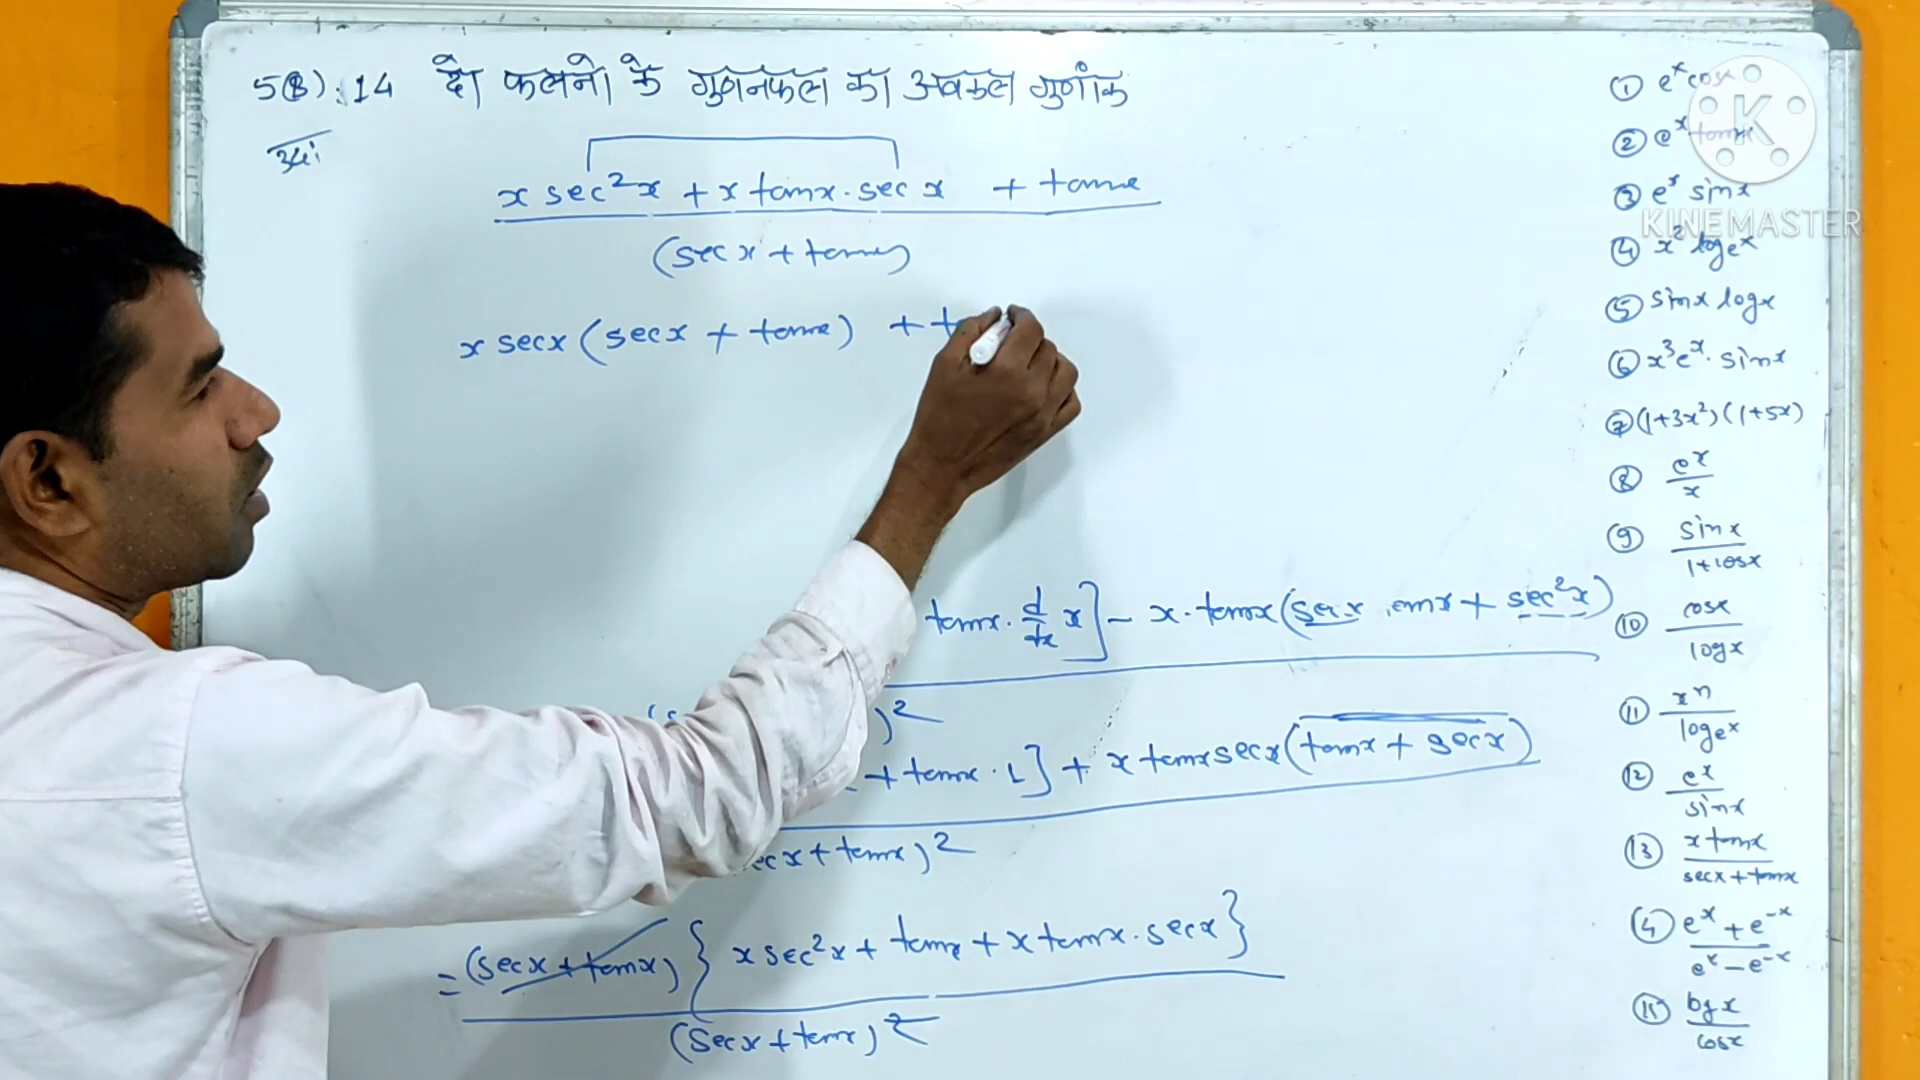 5(B):14 दो फलनो के गुणनफल का अवकल गुणांक
x sec²x + x tanx·sec x + tanx
(sec x + tanx)
x secx (secx + tanx) +
tanx · d/dx x] - x·tanx(secx tanx + sec²x)
)²
+ tanx · 1] + x tanx secx (tanx + secx)
secx + tanx)²
= (secx + tanx) { x sec²x + tanx + x tanx · secx }
(secx + tanx)²
① eˣ cosx
② eˣ tanx
③ eˣ sinx
④ x² logeˣ
⑤ sinx logx
⑥ x³eˣ· sinx
⑦ (1+3x²)(1+5x)
⑧ eˣ
x
⑨ sinx
1+cosx
⑩ cosx
logx
⑪ xⁿ
logeˣ
⑫ eˣ
sinx
⑬ x tanx
secx + tanx
④ eˣ + e⁻ˣ
eˣ - e⁻ˣ
⑮ logx
cosx
K
KINEMASTER